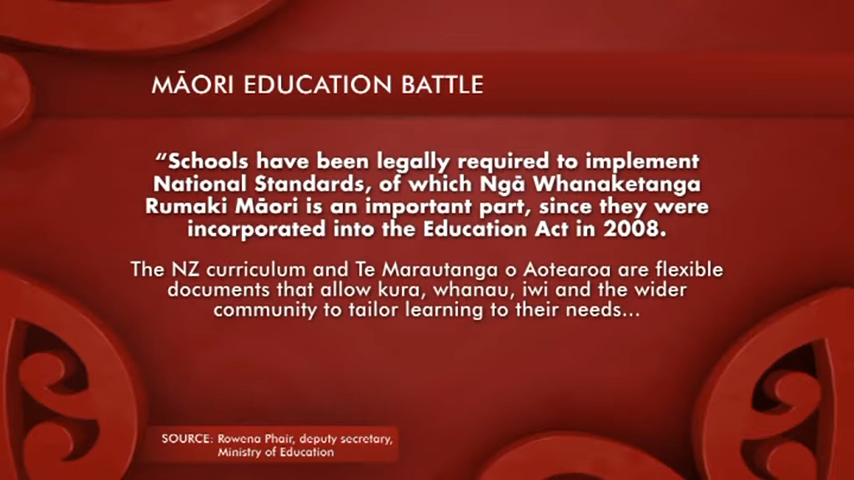 MĀORI EDUCATION BATTLE
“Schools have been legally required to implement
National Standards, of which Ngā Whanaketanga
Rumaki Māori is an important part, since they were
incorporated into the Education Act in 2008.
The NZ curriculum and Te Marautanga o Aotearoa are flexible
documents that allow kura, whanau, iwi and the wider
community to tailor learning to their needs...
SOURCE: Rowena Phair, deputy secretary,
Ministry of Education